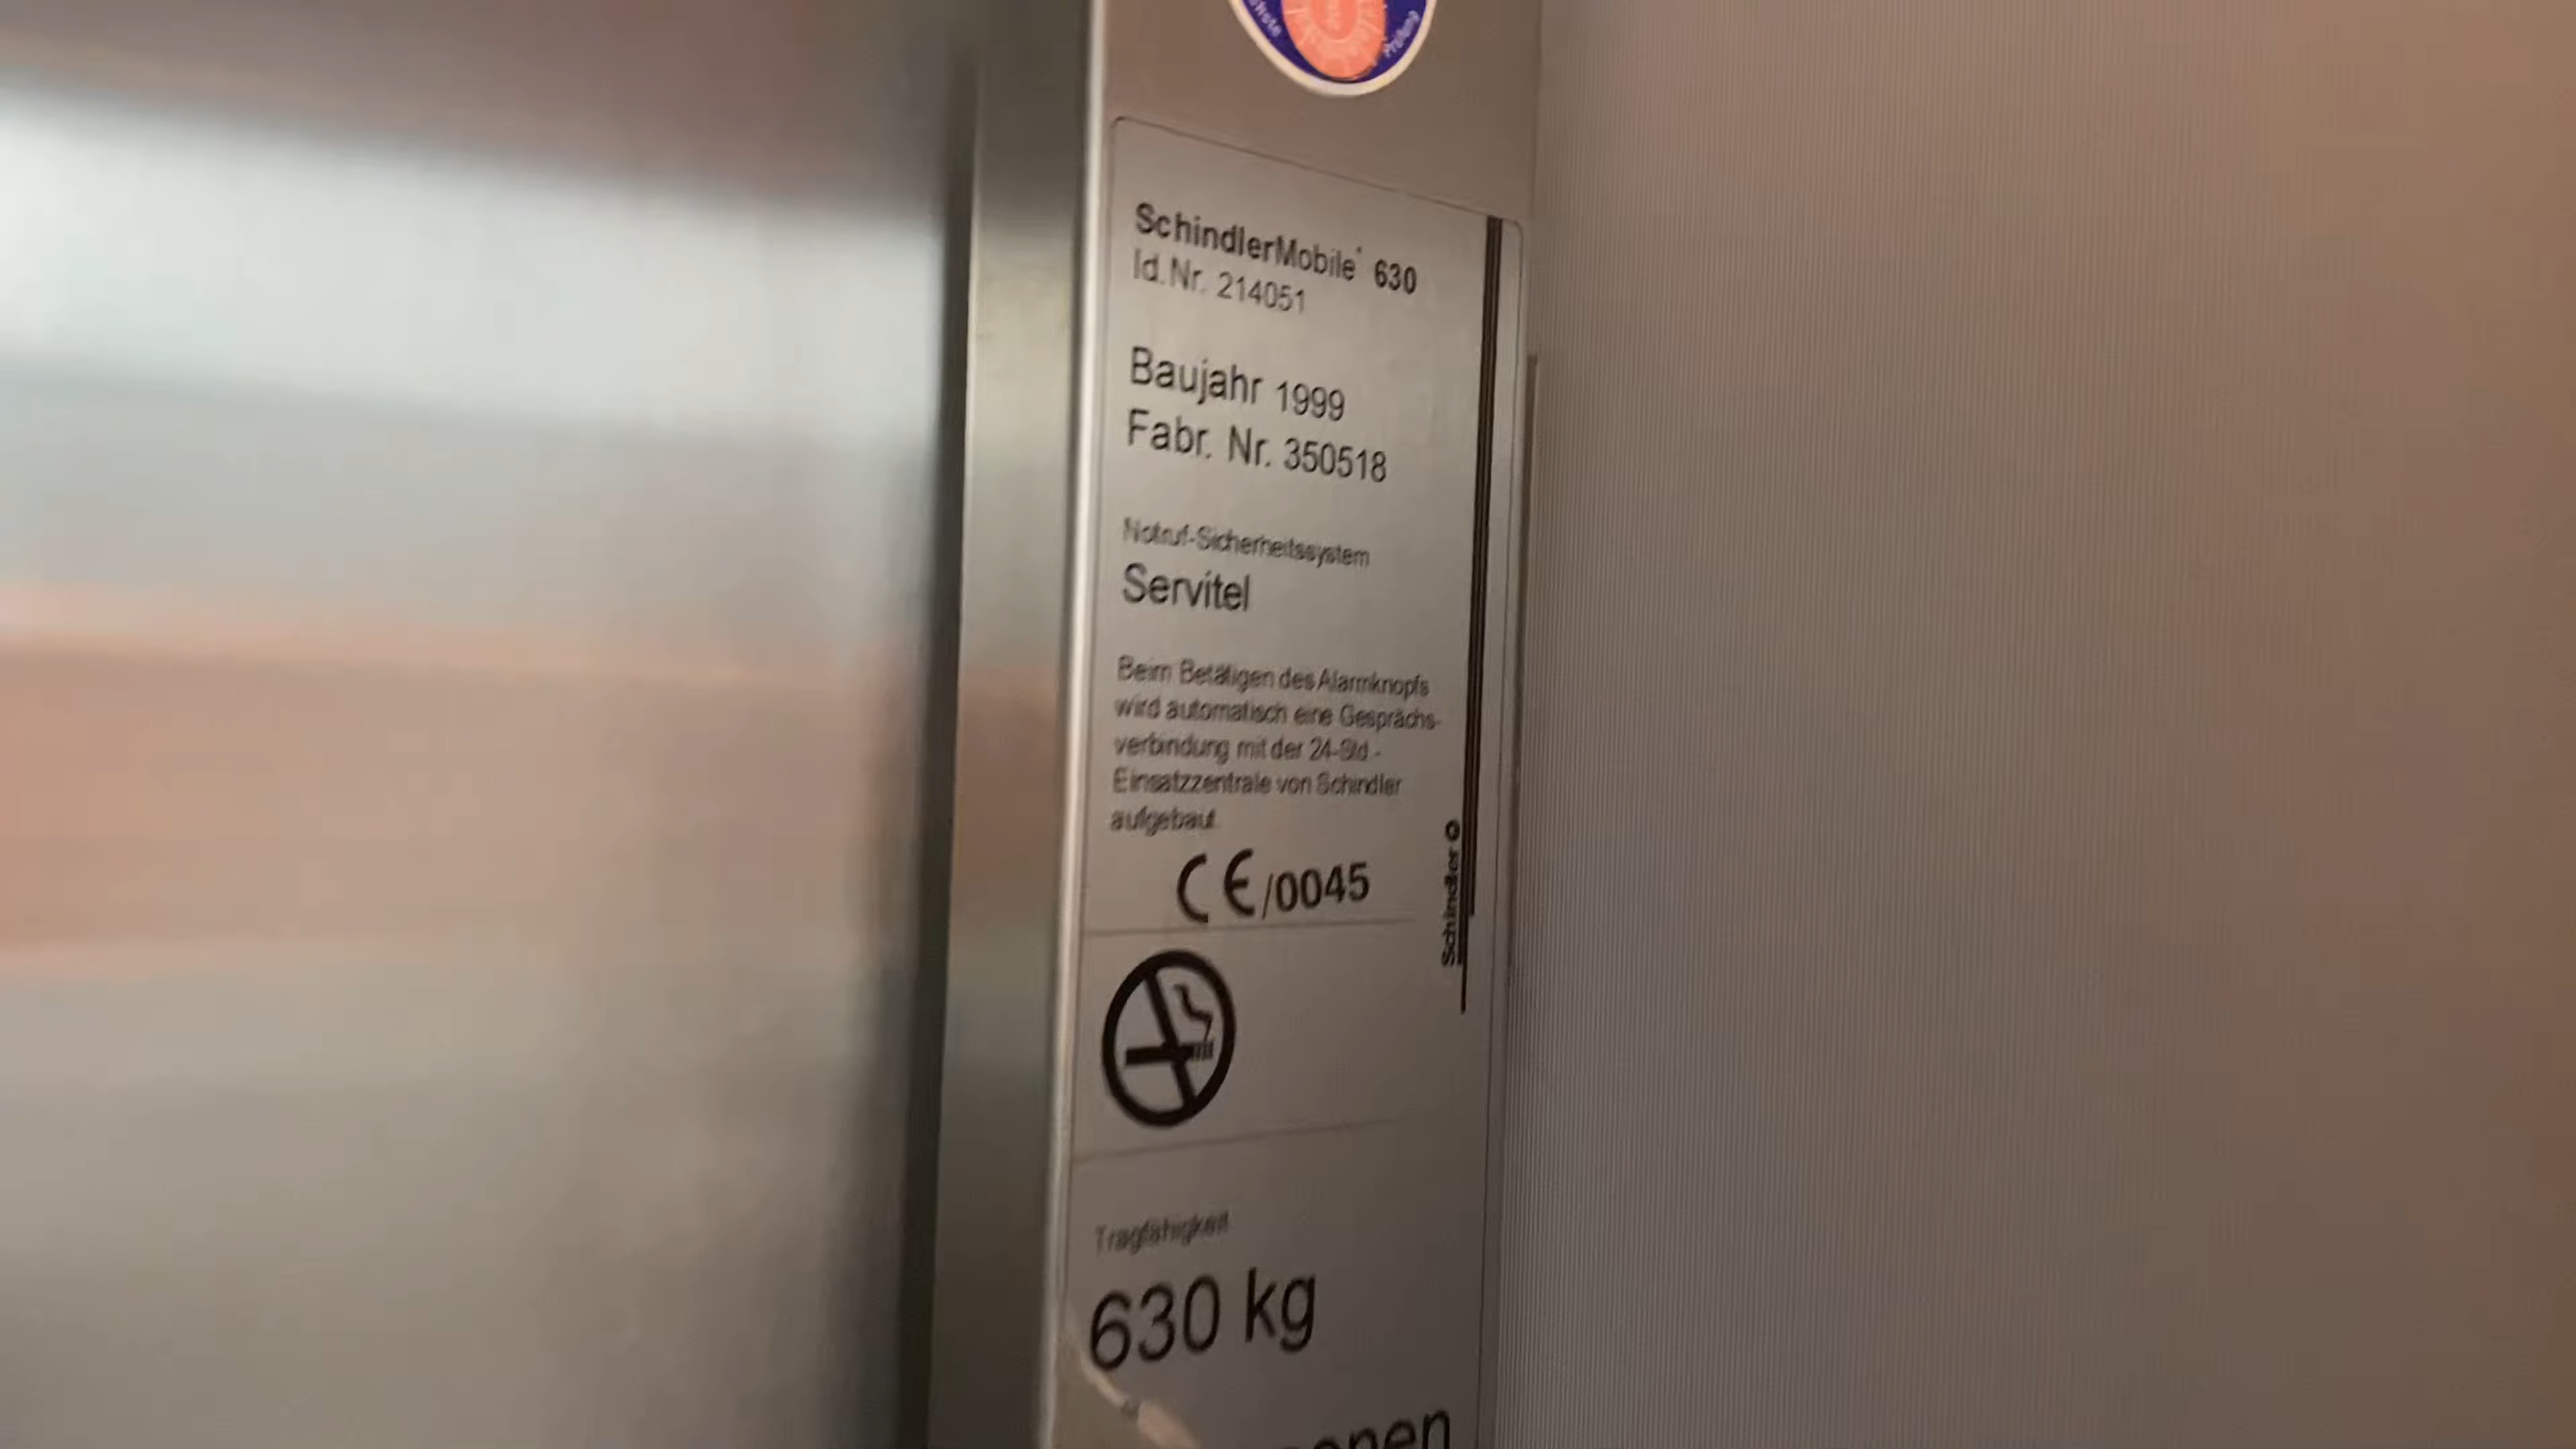 Prüfung
SchindlerMobile® 630
Id.Nr. 214051
Baujahr 1999
Fabr. Nr. 350518
Notruf-Sicherheitssystem
Servitel
Beim Betätigen des Alarmknopfs
wird automatisch eine Gesprächs-
verbindung mit der 24-Std.-
Einsatzzentrale von Schindler
aufgebaut.
CE/0045
Schindler
Tragfähigkeit
630 kg